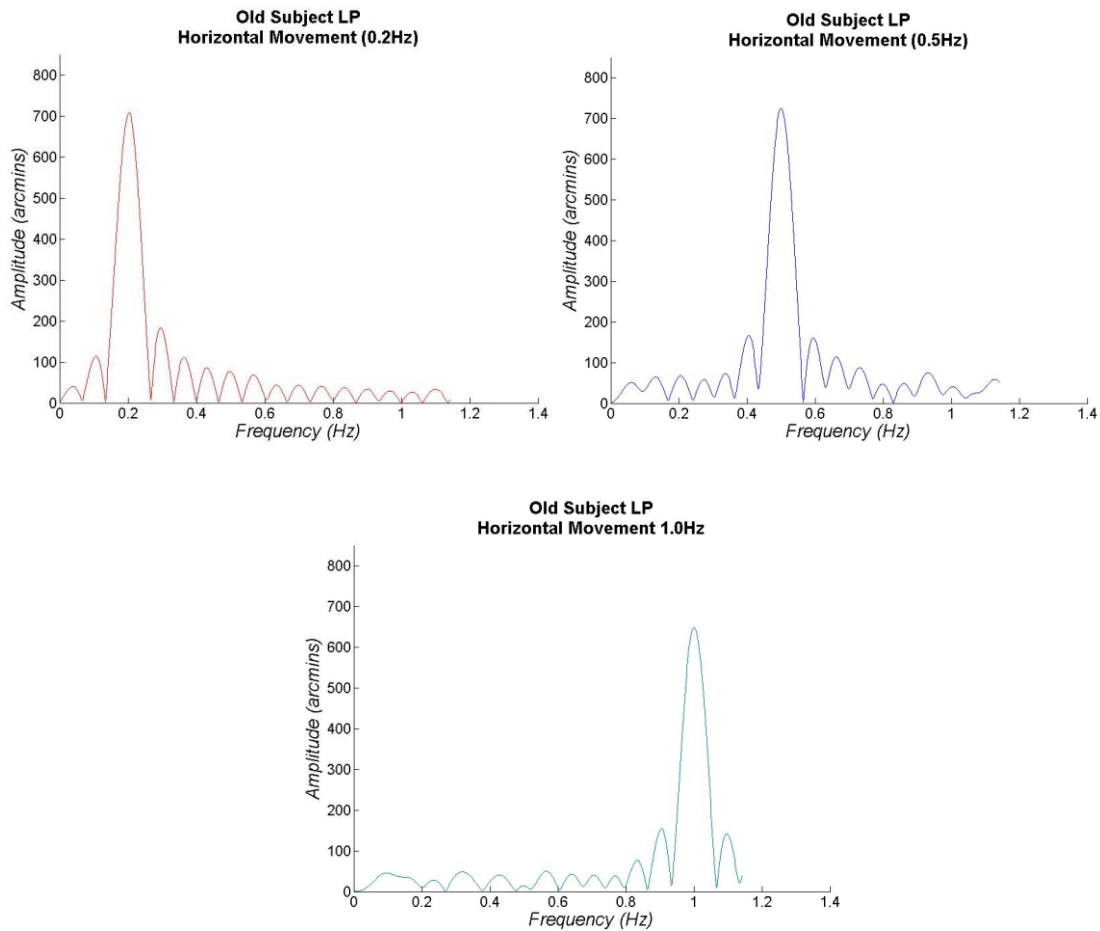 Old Subject LP
Horizontal Movement (0.2Hz)
800
700
600
500
400
300
200
100
0
Amplitude (arcmins)
0 0.2 0.4 0.6 0.8 1 1.2 1.4
Frequency (Hz)
Old Subject LP
Horizontal Movement (0.5Hz)
800
700
600
500
400
300
200
100
0
Amplitude (arcmins)
0 0.2 0.4 0.6 0.8 1 1.2 1.4
Frequency (Hz)
Old Subject LP
Horizontal Movement 1.0Hz
800
700
600
500
400
300
200
100
0
Amplitude (arcmins)
0 0.2 0.4 0.6 0.8 1 1.2 1.4
Frequency (Hz)